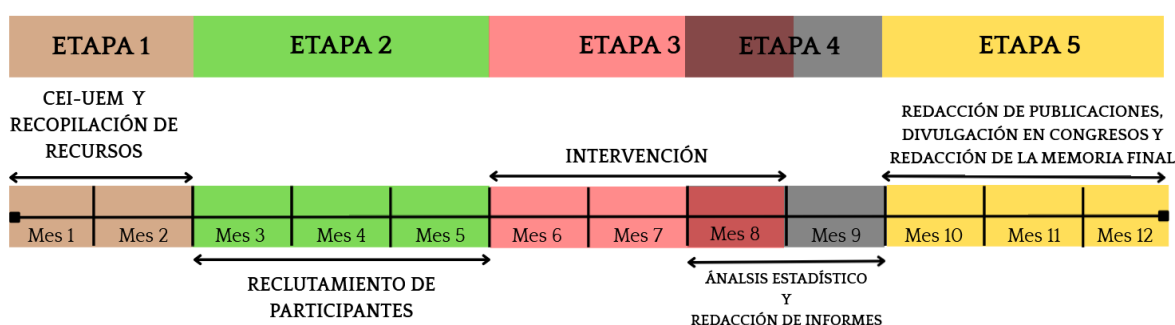 ETAPA 1
ETAPA 2
ETAPA 3
ETAPA 4
ETAPA 5
CEI-UEM Y
RECOPILACIÓN DE
RECURSOS
INTERVENCIÓN
REDACCIÓN DE PUBLICACIONES,
DIVULGACIÓN EN CONGRESOS Y
REDACCIÓN DE LA MEMORIA FINAL
Mes 1
Mes 2
Mes 3
Mes 4
Mes 5
Mes 6
Mes 7
Mes 8
Mes 9
Mes 10
Mes 11
Mes 12
RECLUTAMIENTO DE
PARTICIPANTES
ÁNALSIS ESTADÍSTICO
Y
REDACCIÓN DE INFORMES